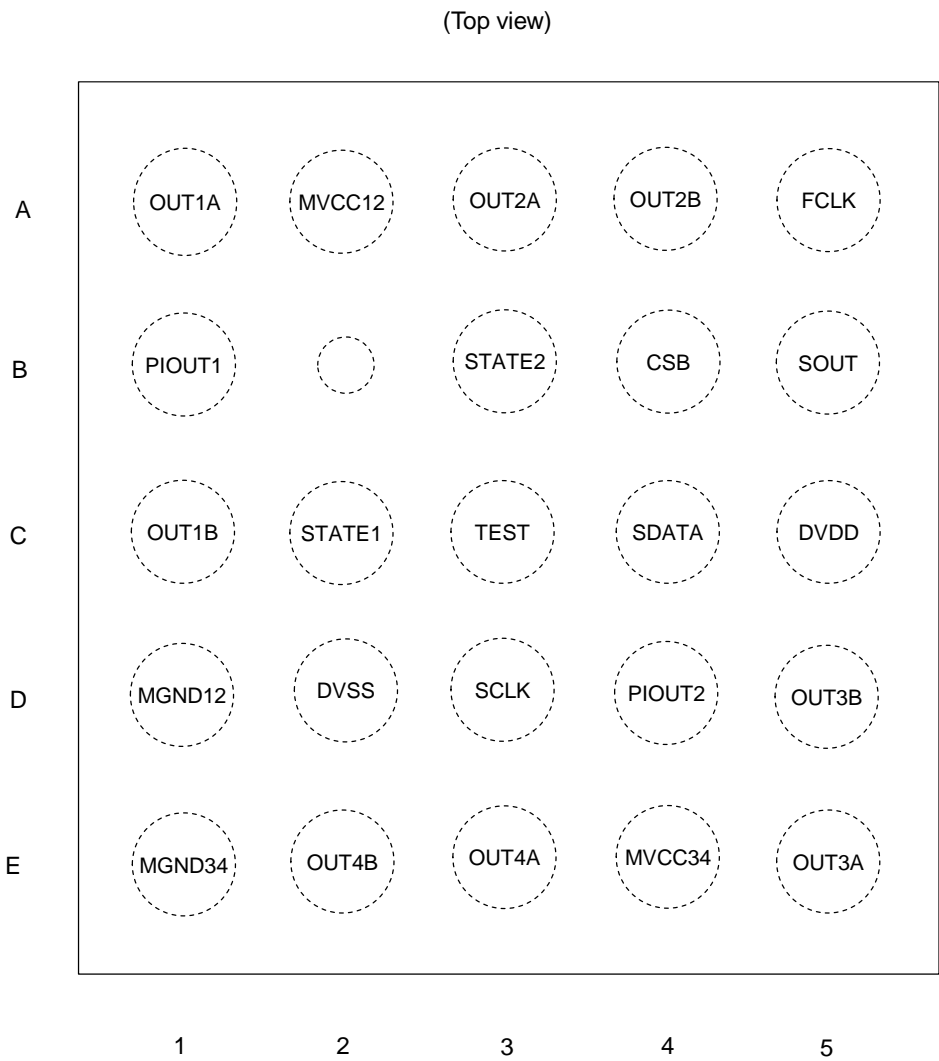 (Top view)
A OUT1A MVCC12 OUT2A OUT2B FCLK
B PIOUT1 STATE2 CSB SOUT
C OUT1B STATE1 TEST SDATA DVDD
D MGND12 DVSS SCLK PIOUT2 OUT3B
E MGND34 OUT4B OUT4A MVCC34 OUT3A
1 2 3 4 5